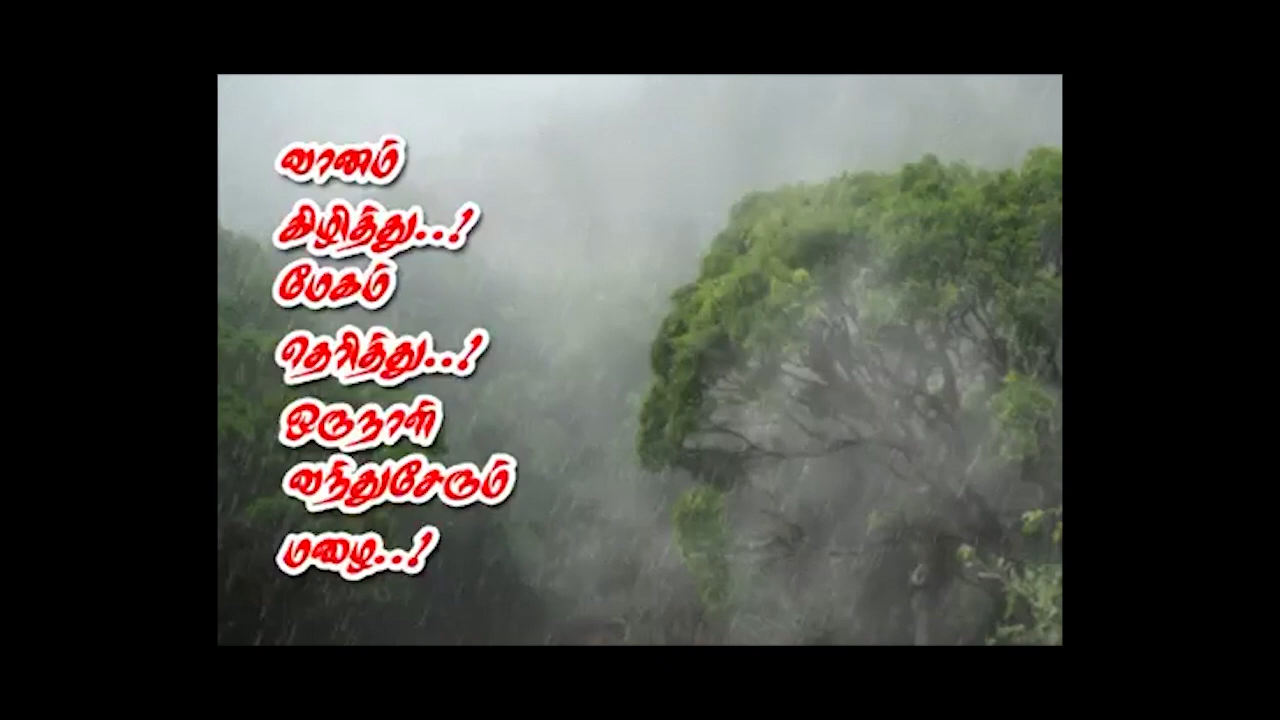 வானம்
கிழித்து..!
மேகம்
தெரித்து..!
ஒருநாள்
வந்துசேரும்
மழை..!